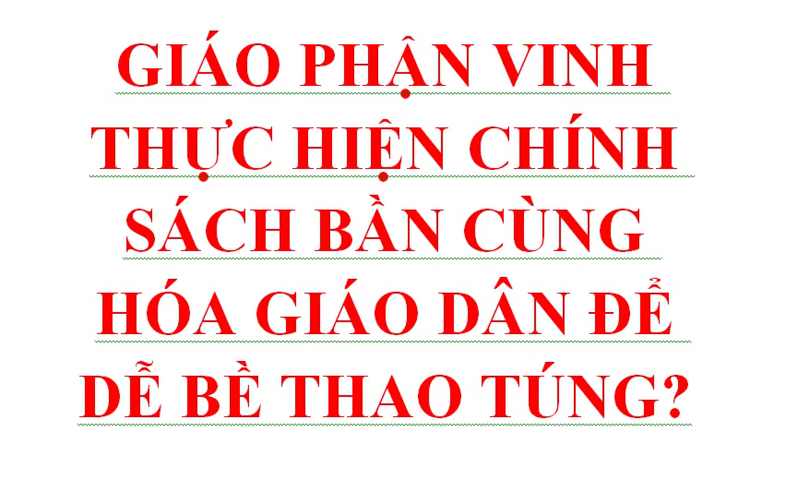 GIÁO PHẬN VINH
THỰC HIỆN CHÍNH
SÁCH BẦN CÙNG
HÓA GIÁO DÂN ĐỂ
DỄ BỀ THAO TÚNG?